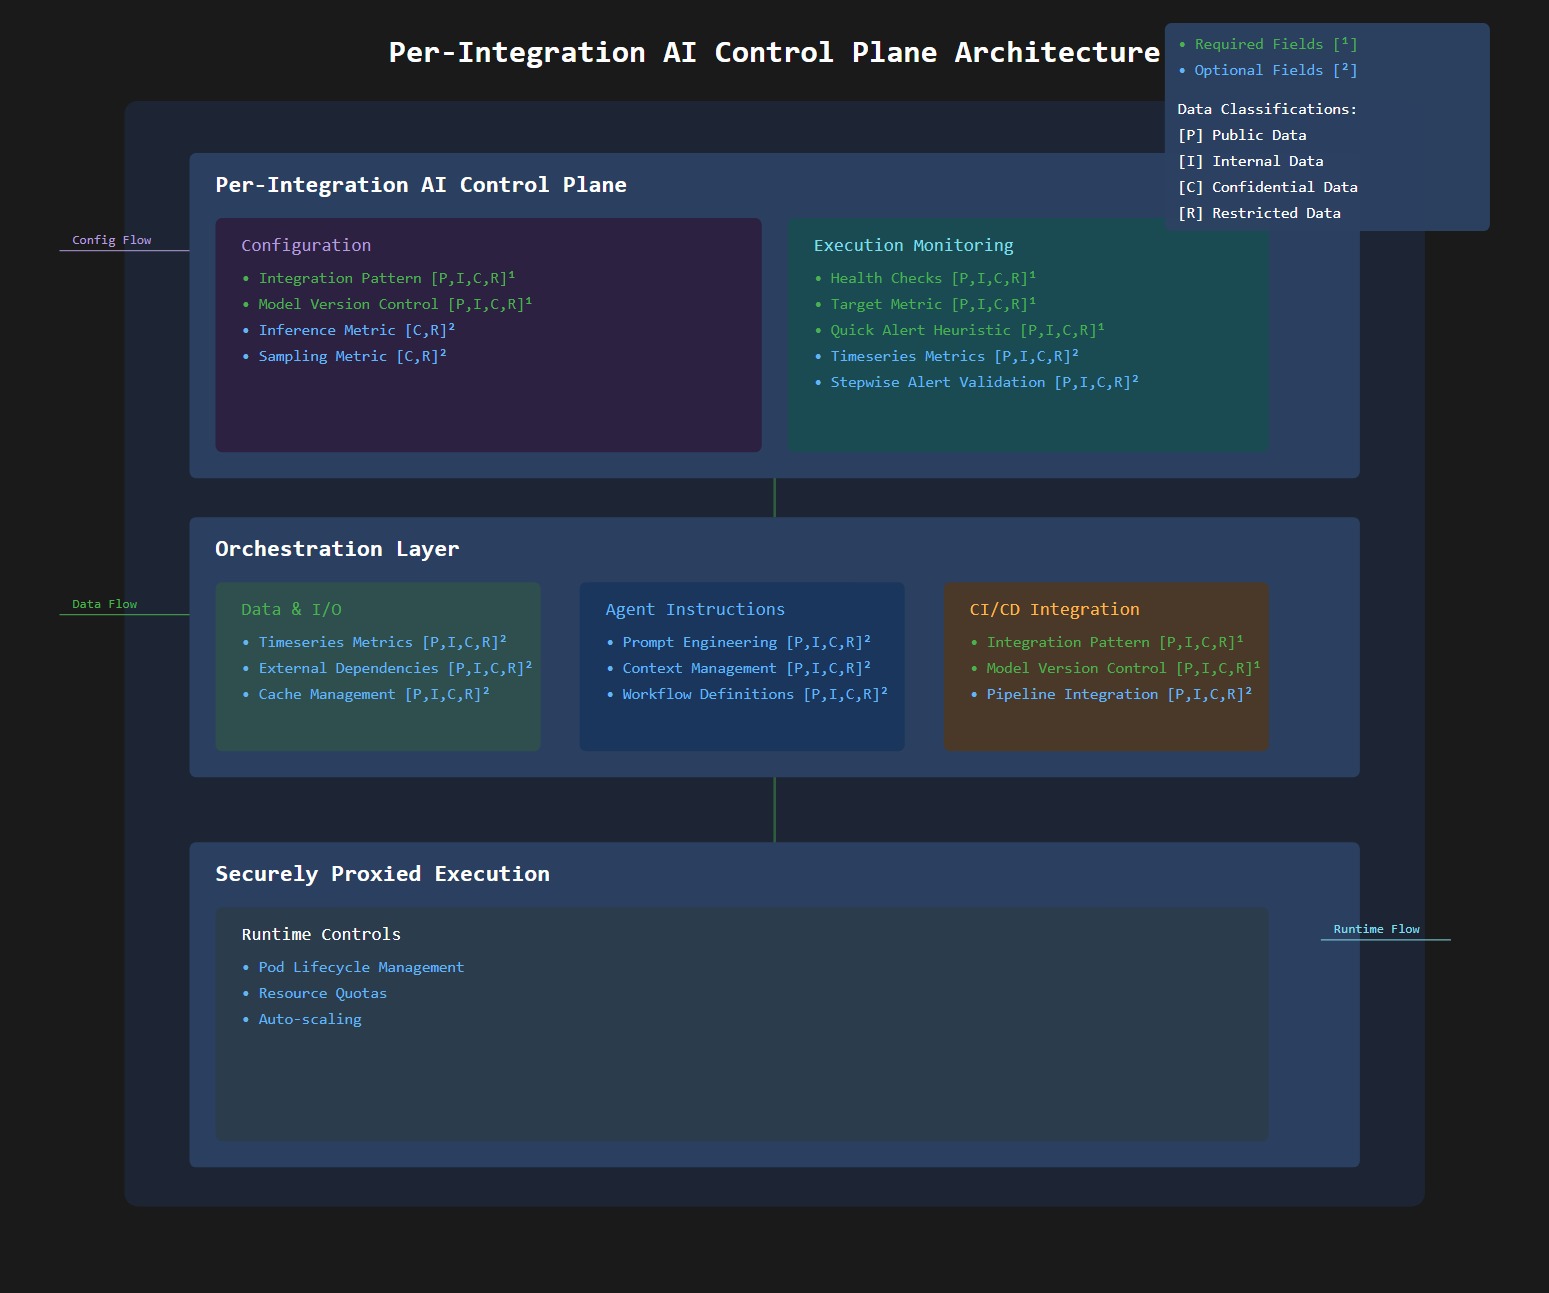 Per-Integration AI Control Plane Architecture
• Required Fields [¹]
• Optional Fields [²]
Data Classifications:
[P] Public Data
[I] Internal Data
[C] Confidential Data
[R] Restricted Data
Per-Integration AI Control Plane
Config Flow
Configuration
• Integration Pattern [P,I,C,R]¹
• Model Version Control [P,I,C,R]¹
• Inference Metric [C,R]²
• Sampling Metric [C,R]²
Execution Monitoring
• Health Checks [P,I,C,R]¹
• Target Metric [P,I,C,R]¹
• Quick Alert Heuristic [P,I,C,R]¹
• Timeseries Metrics [P,I,C,R]²
• Stepwise Alert Validation [P,I,C,R]²
Orchestration Layer
Data Flow
Data & I/O
• Timeseries Metrics [P,I,C,R]²
• External Dependencies [P,I,C,R]²
• Cache Management [P,I,C,R]²
Agent Instructions
• Prompt Engineering [P,I,C,R]²
• Context Management [P,I,C,R]²
• Workflow Definitions [P,I,C,R]²
CI/CD Integration
• Integration Pattern [P,I,C,R]¹
• Model Version Control [P,I,C,R]¹
• Pipeline Integration [P,I,C,R]²
Securely Proxied Execution
Runtime Controls
• Pod Lifecycle Management
• Resource Quotas
• Auto-scaling
Runtime Flow